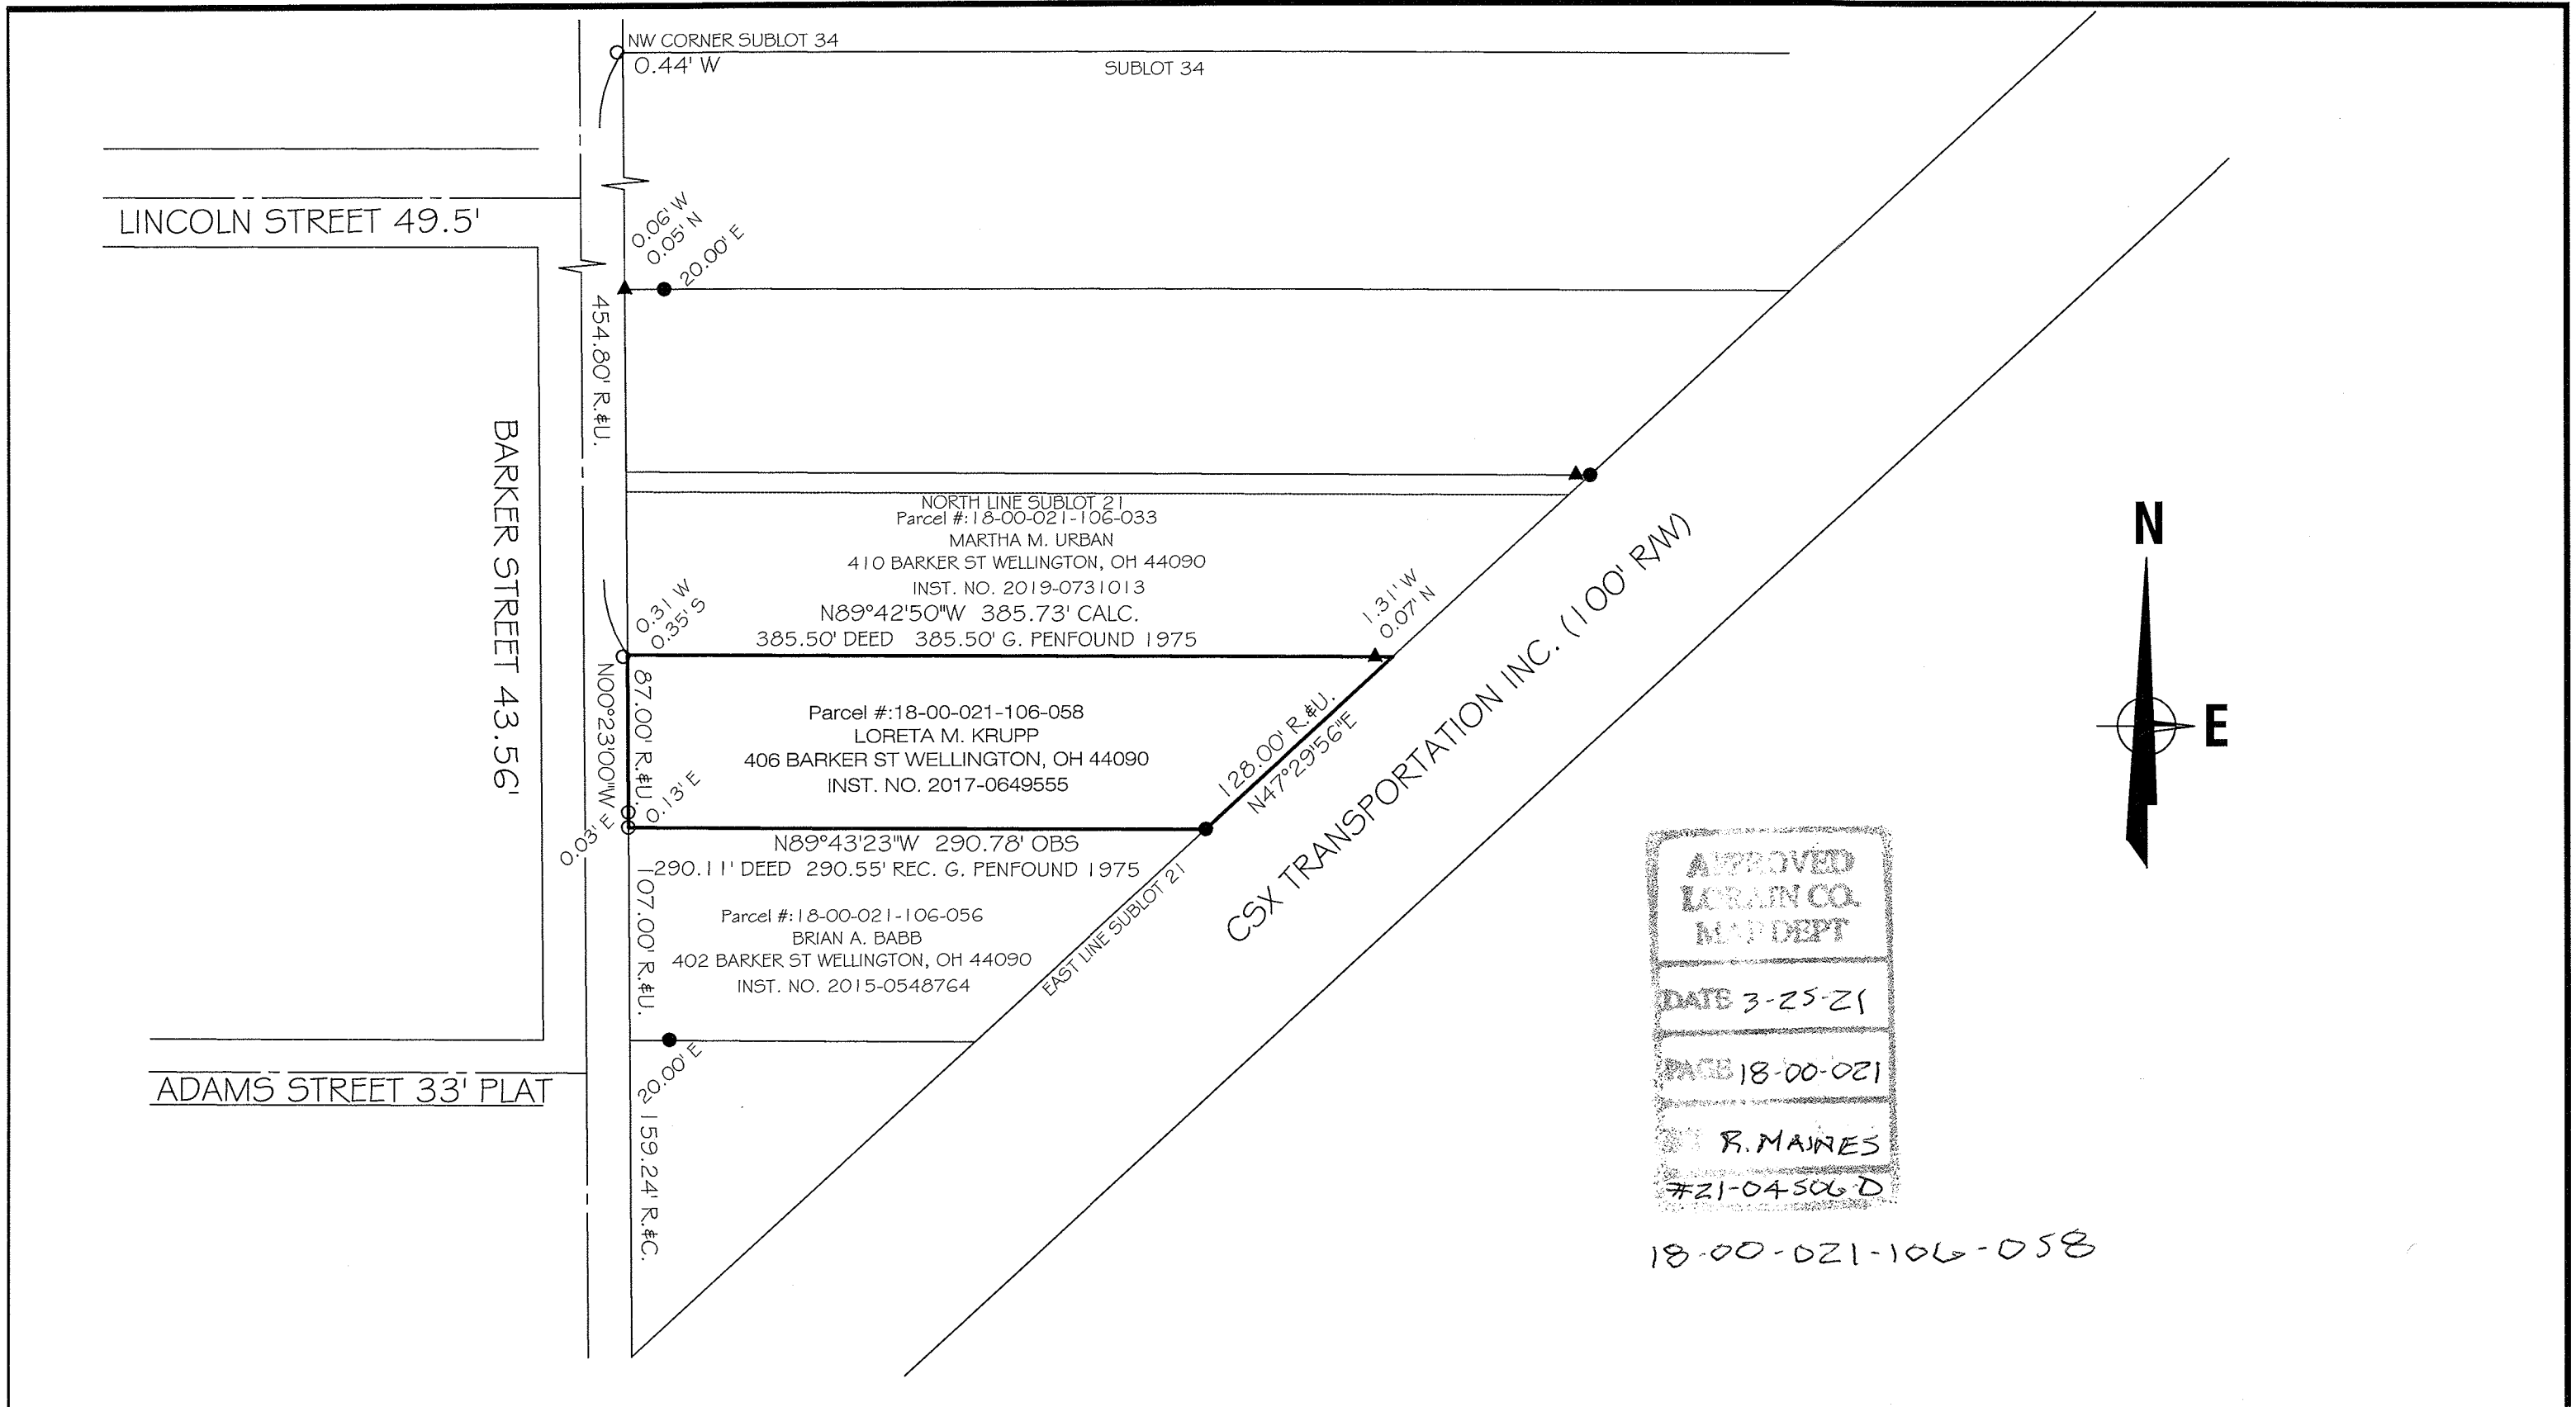 NW CORNER SUBLOT 34
0.44' W
SUBLOT 34
LINCOLN STREET 49.5'
0.06' W
0.05' N
20.00' E
454.80' R.&U.
BARKER STREET 43.56'
NORTH LINE SUBLOT 21
Parcel #:18-00-021-106-033
MARTHA M. URBAN
410 BARKER ST WELLINGTON, OH 44090
INST. NO. 2019-0731013
N89°42'50"W 385.73' CALC.
385.50' DEED 385.50' G. PENFOUND 1975
0.31' W
0.35' S
1.31' W
0.07' N
N00°23'00"W
87.00' R.&U.
Parcel #:18-00-021-106-058
LORETA M. KRUPP
406 BARKER ST WELLINGTON, OH 44090
INST. NO. 2017-0649555
128.00' R.&U.
N47°29'56"E
0.13' E
0.03' E
N89°43'23"W 290.78' OBS
290.11' DEED 290.55' REC. G. PENFOUND 1975
107.00' R.&U.
Parcel #:18-00-021-106-056
BRIAN A. BABB
402 BARKER ST WELLINGTON, OH 44090
INST. NO. 2015-0548764
EAST LINE SUBLOT 21
CSX TRANSPORTATION INC. (100' R/W)
ADAMS STREET 33' PLAT
20.00' E
159.24' R.&C.
N
E
APPROVED
LORAIN CO.
MAP DEPT
DATE 3-25-21
PAGE 18-00-021
R. MAINES
#21-04506 D
18-00-021-106-058